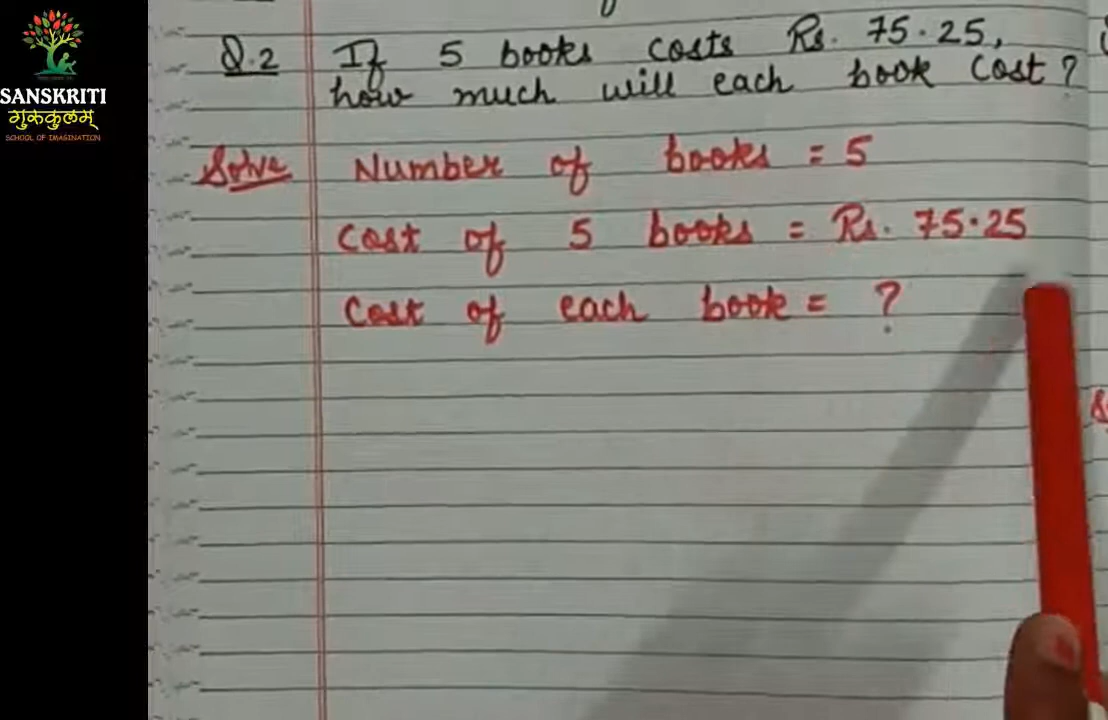 SANSKRITI
गुरुकुलम्
SCHOOL OF IMAGINATION
Q.2 If 5 books costs Rs. 75.25,
how much will each book cost?
Solve Number of books = 5
Cost of 5 books = Rs. 75.25
Cost of each book = ?